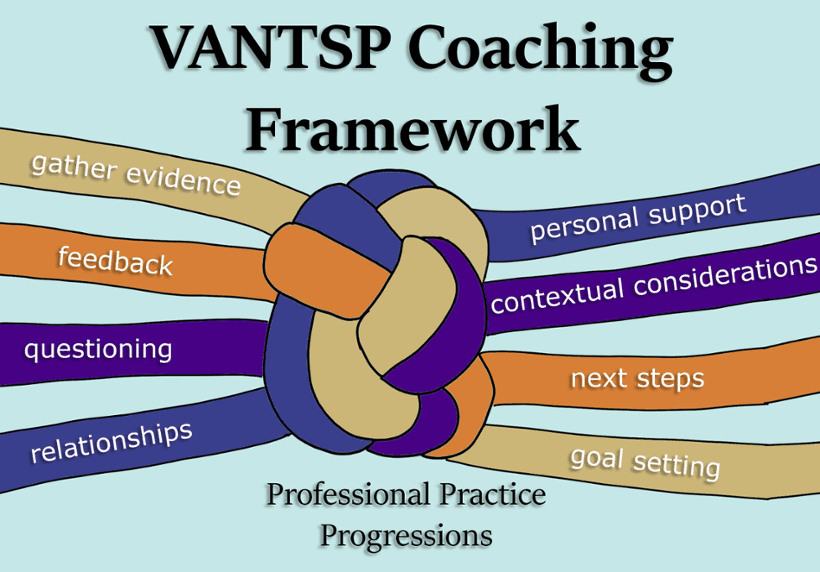 VANTSP Coaching
Framework
gather evidence
feedback
questioning
relationships
personal support
contextual considerations
next steps
goal setting
Professional Practice
Progressions